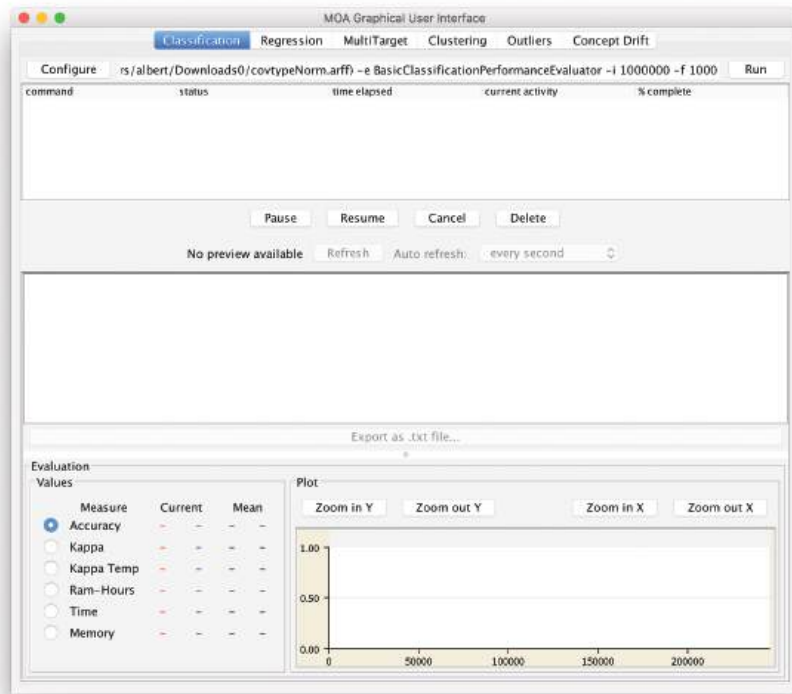 MOA Graphical User Interface
Classification Regression MultiTarget Clustering Outliers Concept Drift
Configure rs/albert/Downloads0/covtypeNorm.arff) -e BasicClassificationPerformanceEvaluator -i 1000000 -f 1000 Run
command status time elapsed current activity % complete
Pause Resume Cancel Delete
No preview available Refresh Auto refresh: every second
Export as .txt file...
Evaluation
Values Plot
Measure Current Mean Zoom in Y Zoom out Y Zoom in X Zoom out X
Accuracy - - - -
Kappa - - - -
Kappa Temp - - - -
Ram-Hours - - - -
Time - - - -
Memory - - - -
1.00
0.50
0.00
0 50000 100000 150000 200000